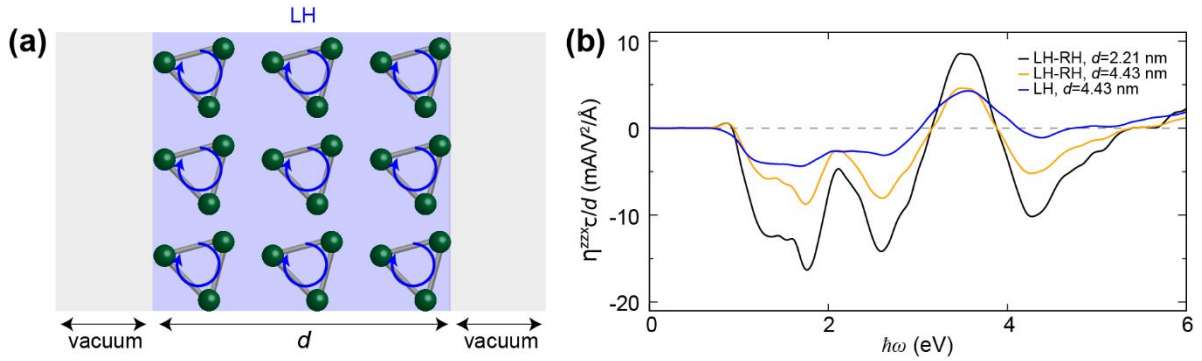 (a)
LH
vacuum
d
vacuum
(b)
10
0
-10
-20
ηᶻᶻˣτ/d (mA/V²/Å)
LH-RH, d=2.21 nm
LH-RH, d=4.43 nm
LH, d=4.43 nm
0
2
4
6
ℏω (eV)